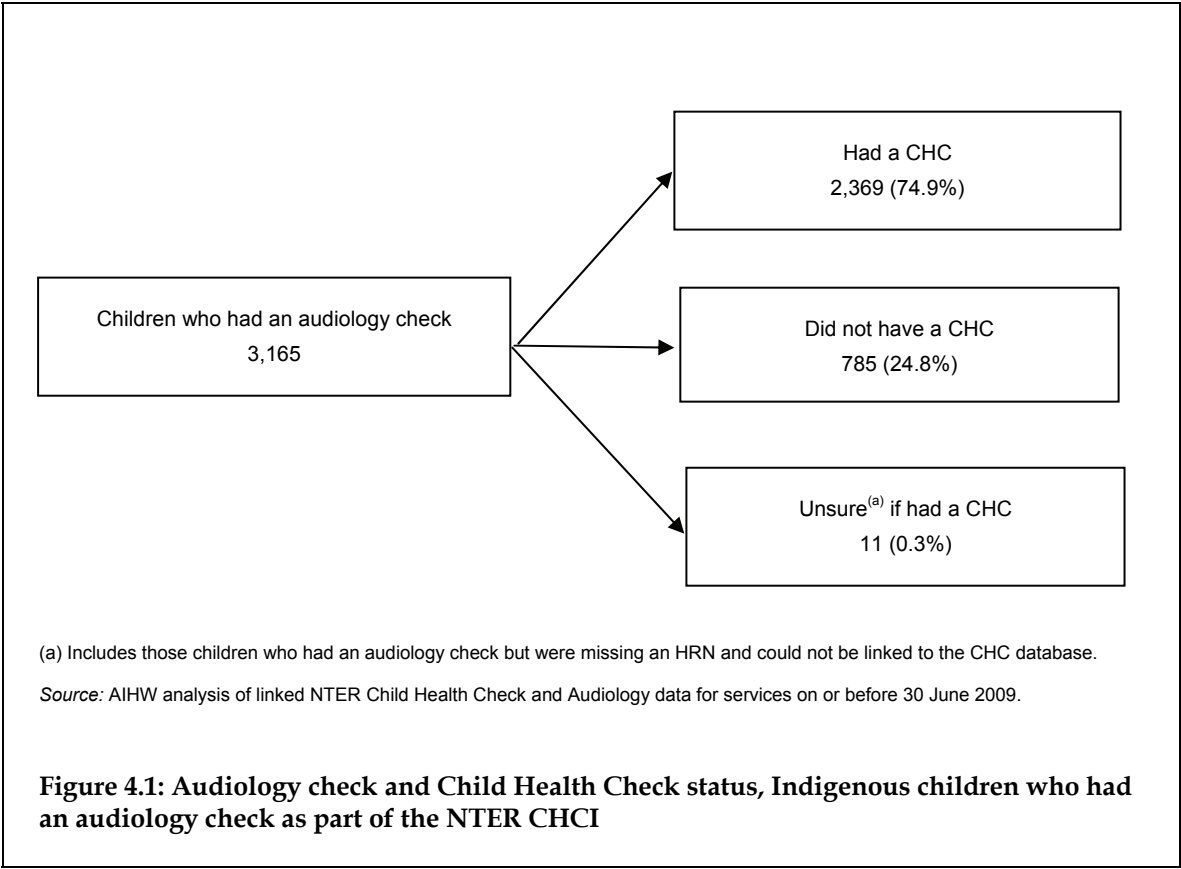 Had a CHC
2,369 (74.9%)
Children who had an audiology check
3,165
Did not have a CHC
785 (24.8%)
Unsure(a) if had a CHC
11 (0.3%)
(a) Includes those children who had an audiology check but were missing an HRN and could not be linked to the CHC database.
Source: AIHW analysis of linked NTER Child Health Check and Audiology data for services on or before 30 June 2009.
Figure 4.1: Audiology check and Child Health Check status, Indigenous children who had
an audiology check as part of the NTER CHCI